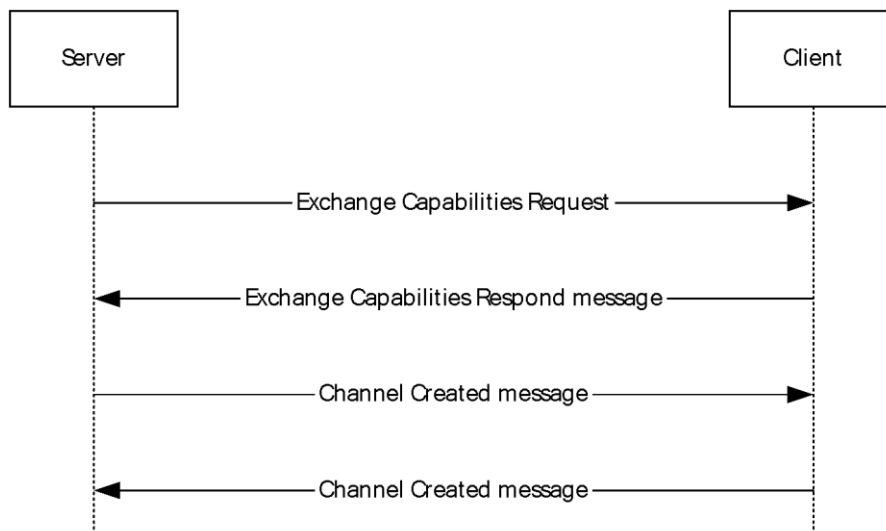 Server
Client
Exchange Capabilities Request
Exchange Capabilities Respond message
Channel Created message
Channel Created message